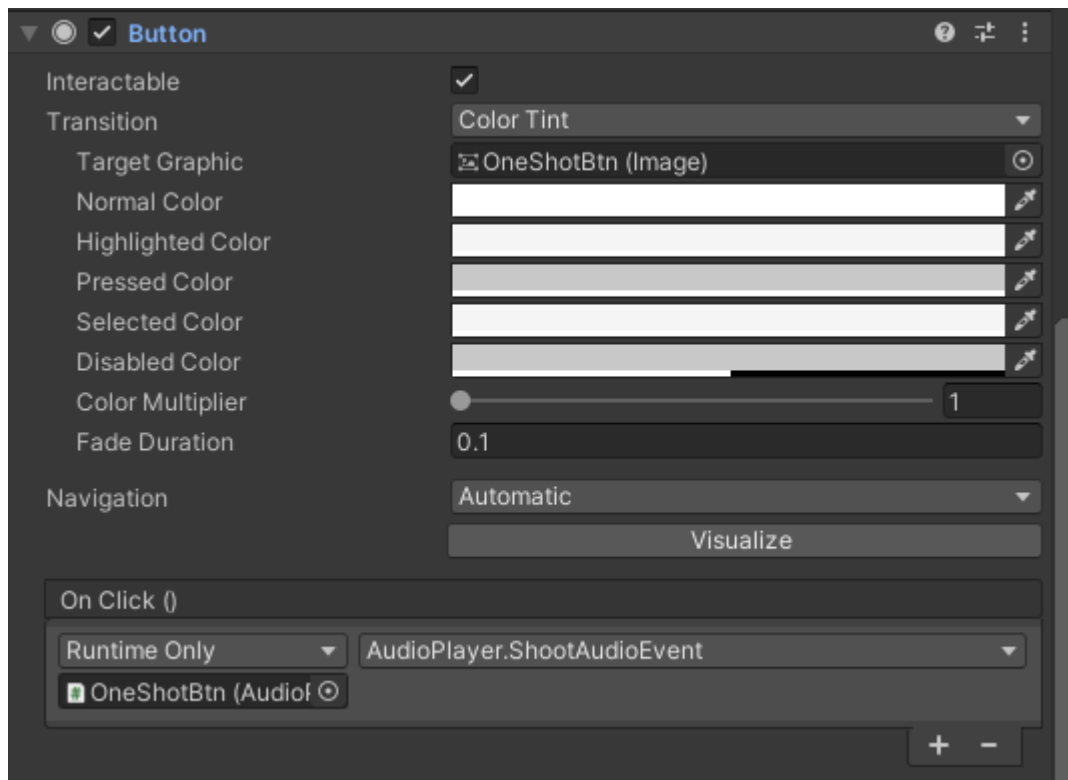 Button
Interactable
Transition Color Tint
Target Graphic OneShotBtn (Image)
Normal Color
Highlighted Color
Pressed Color
Selected Color
Disabled Color
Color Multiplier 1
Fade Duration 0.1
Navigation Automatic
Visualize
On Click ()
Runtime Only AudioPlayer.ShootAudioEvent
OneShotBtn (Audio